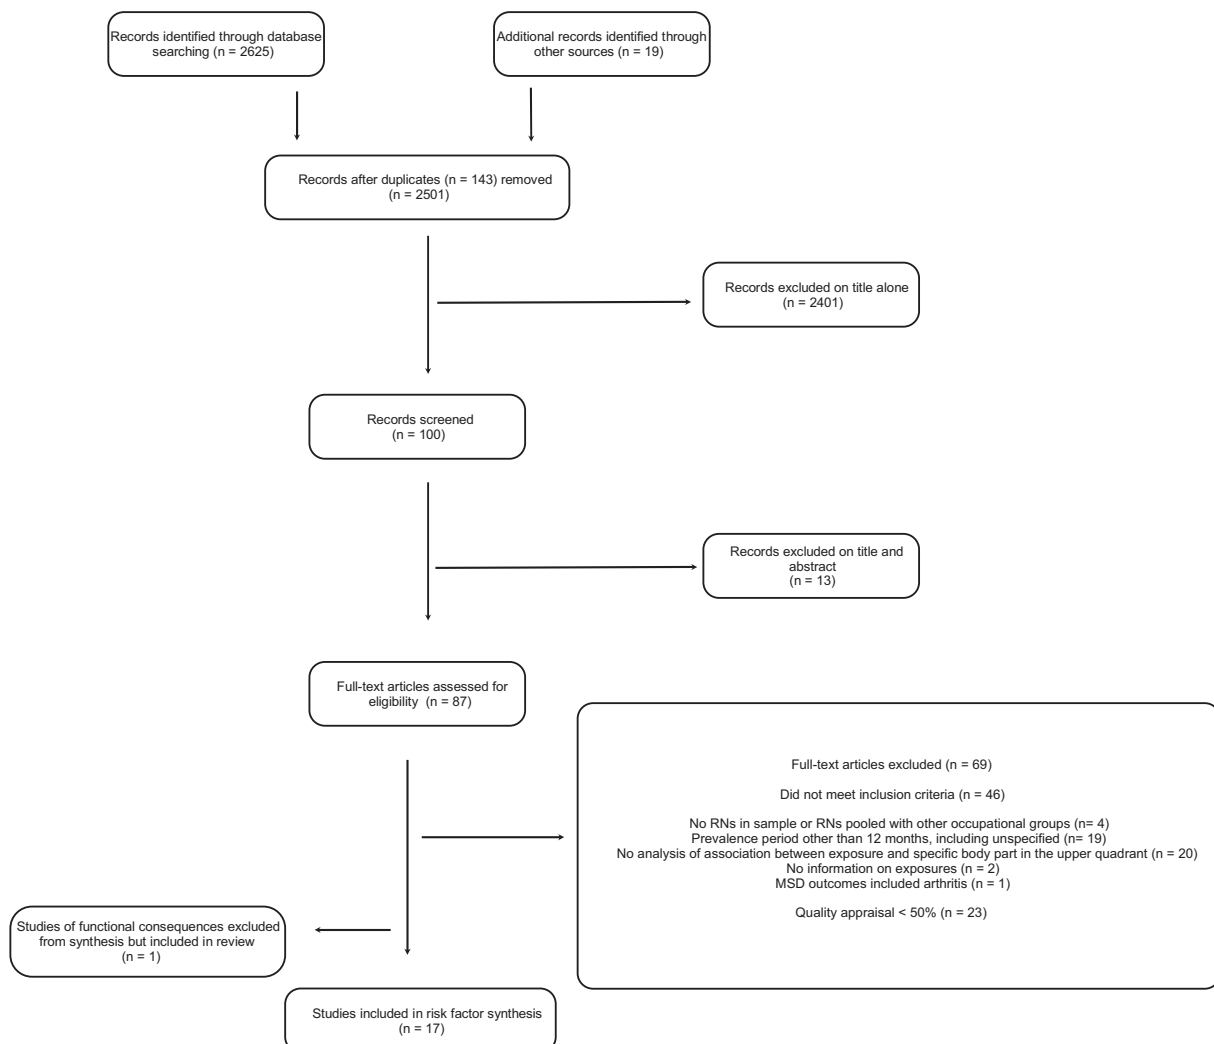 Records identified through database
searching (n = 2625)
Additional records identified through
other sources (n = 19)
Records after duplicates (n = 143) removed
(n = 2501)
Records excluded on title alone
(n = 2401)
Records screened
(n = 100)
Records excluded on title and
abstract
(n = 13)
Full-text articles assessed for
eligibility (n = 87)
Full-text articles excluded (n = 69)
Did not meet inclusion criteria (n = 46)
No RNs in sample or RNs pooled with other occupational groups (n= 4)
Prevalence period other than 12 months, including unspecified (n= 19)
No analysis of association between exposure and specific body part in the upper quadrant (n = 20)
No information on exposures (n = 2)
MSD outcomes included arthritis (n = 1)
Quality appraisal < 50% (n = 23)
Studies of functional consequences excluded
from synthesis but included in review
(n = 1)
Studies included in risk factor synthesis
(n = 17)